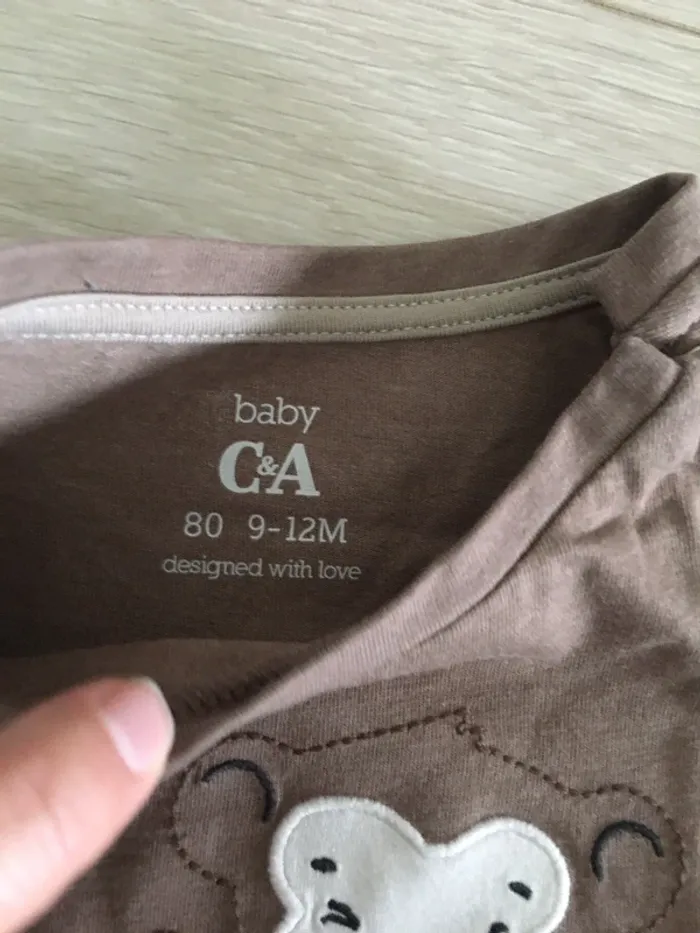 baby
C&A
80 9-12M
designed with love